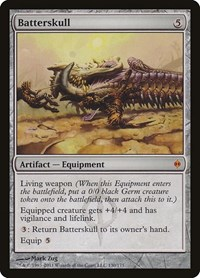 Batterskull 5
Artifact — Equipment
Living weapon (When this Equipment enters
the battlefield, put a 0/0 black Germ creature
token onto the battlefield, then attach this to it.)
Equipped creature gets +4/+4 and has
vigilance and lifelink.
3: Return Batterskull to its owner's hand.
Equip 5
Mark Zug